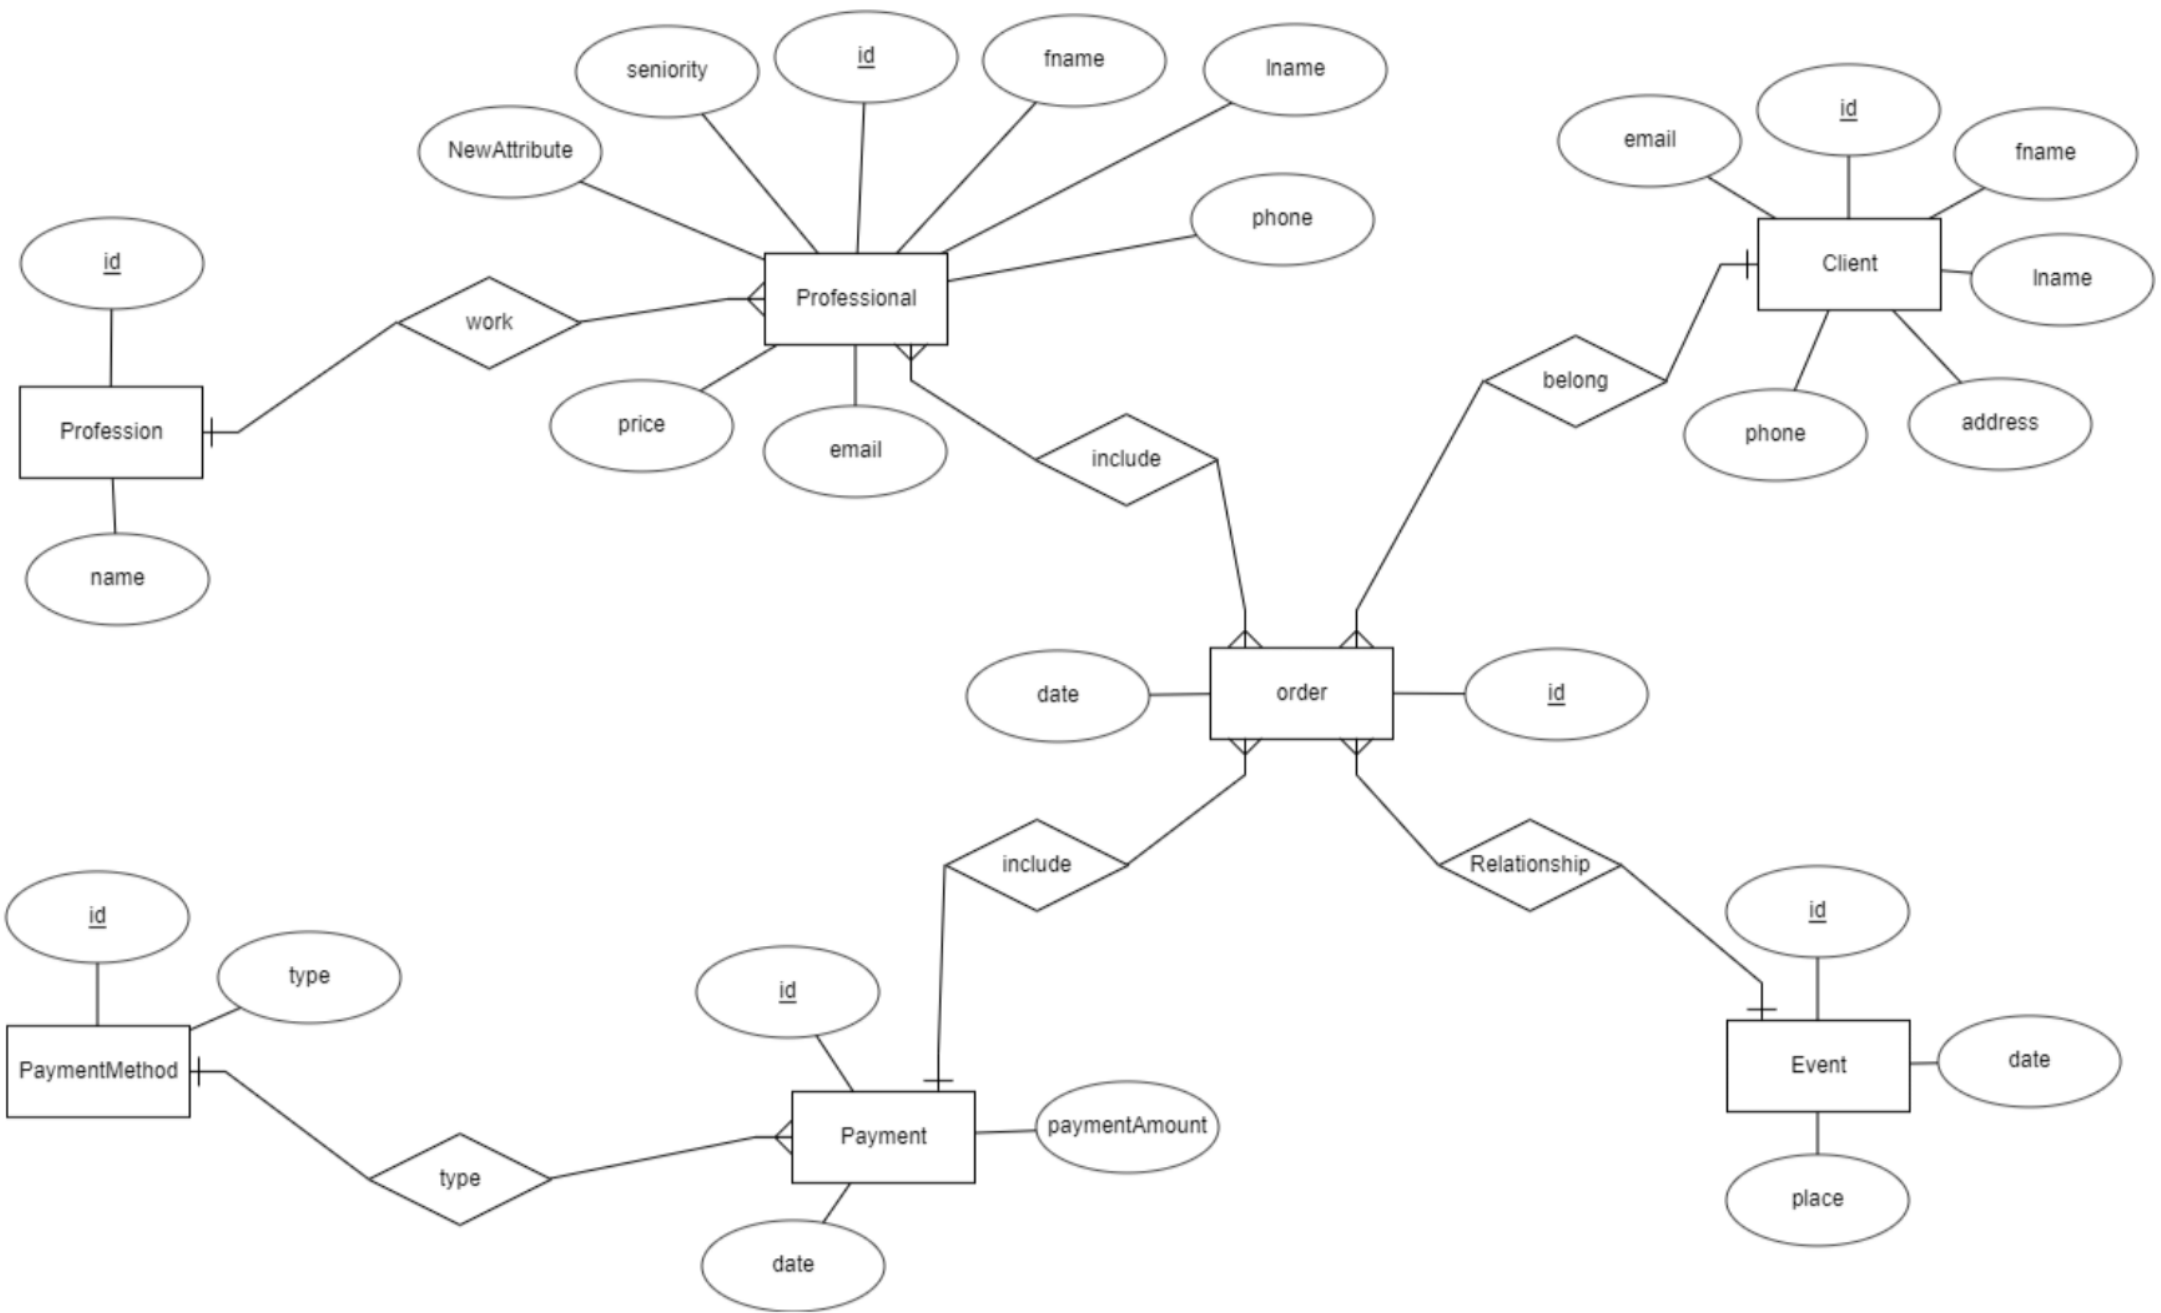 id
fname
lname
seniority
id
email
fname
NewAttribute
phone
id
Client
lname
Professional
work
belong
Profession
price
email
include
phone
address
name
date
order
id
include
Relationship
id
id
type
id
PaymentMethod
Event
date
Payment
paymentAmount
type
place
date